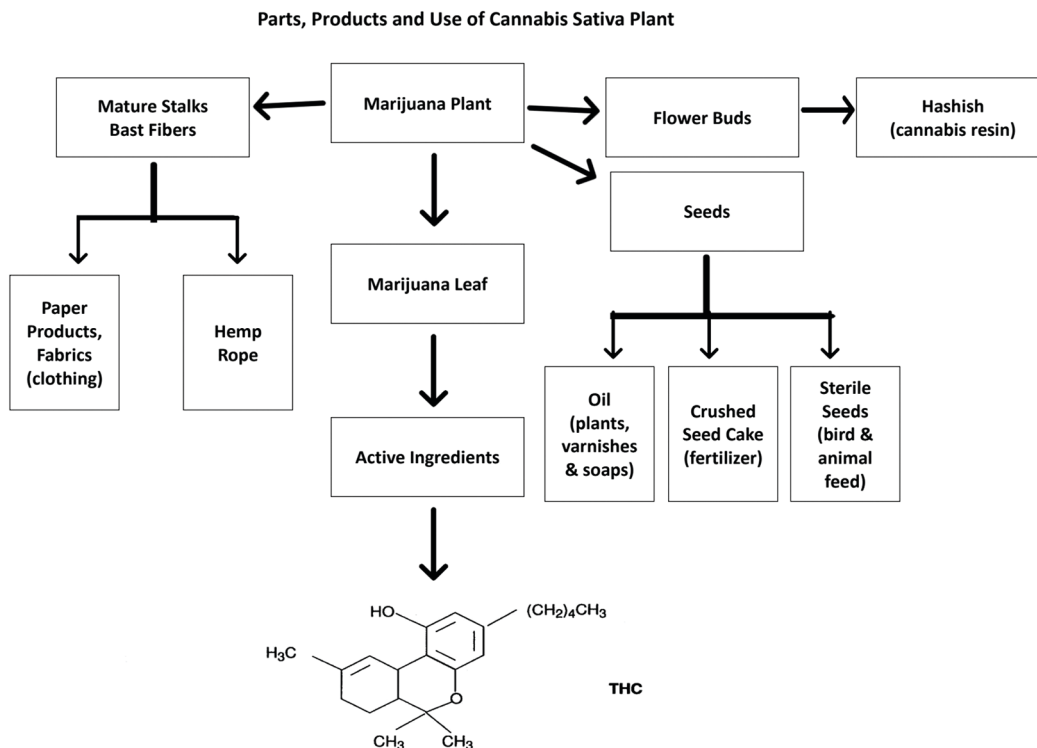 Parts, Products and Use of Cannabis Sativa Plant
Mature Stalks
Bast Fibers
Marijuana Plant
Flower Buds
Hashish
(cannabis resin)
Seeds
Marijuana Leaf
Paper
Products,
Fabrics
(clothing)
Hemp
Rope
Oil
(plants,
varnishes
& soaps)
Crushed
Seed Cake
(fertilizer)
Sterile
Seeds
(bird &
animal
feed)
Active Ingredients
HO
(CH2)4CH3
H3C
O
CH3
CH3
THC